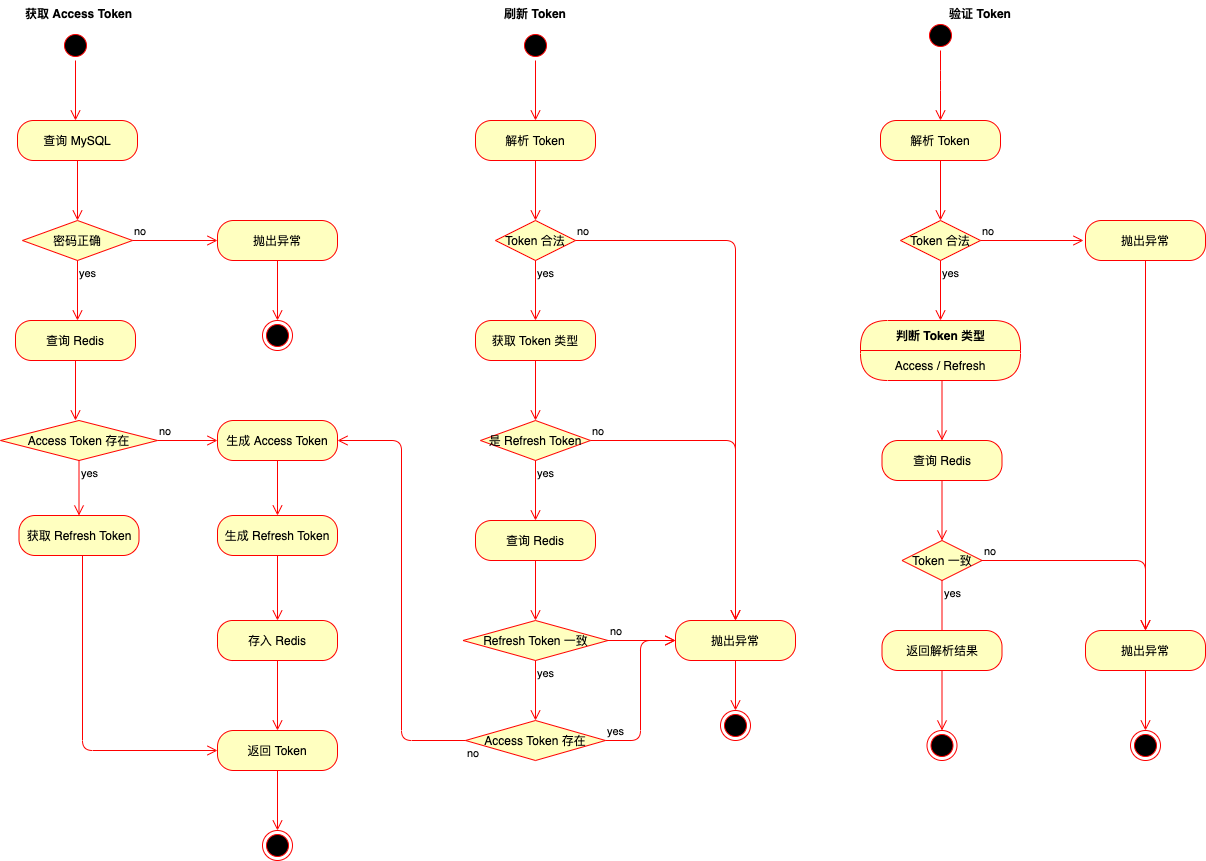 获取 Access Token
查询 MySQL
密码正确
no
抛出异常
yes
查询 Redis
Access Token 存在
no
生成 Access Token
yes
获取 Refresh Token
生成 Refresh Token
存入 Redis
返回 Token
刷新 Token
解析 Token
Token 合法
no
yes
获取 Token 类型
是 Refresh Token
no
yes
查询 Redis
Refresh Token 一致
no
抛出异常
yes
Access Token 存在
yes
no
验证 Token
解析 Token
Token 合法
no
抛出异常
yes
判断 Token 类型
Access / Refresh
查询 Redis
Token 一致
no
yes
返回解析结果
抛出异常